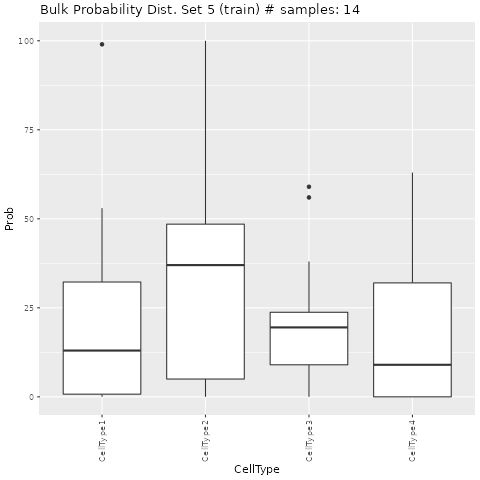 Bulk Probability Dist. Set 5 (train) # samples: 14
Prob
100
75
50
25
0
CellType1
CellType2
CellType3
CellType4
CellType